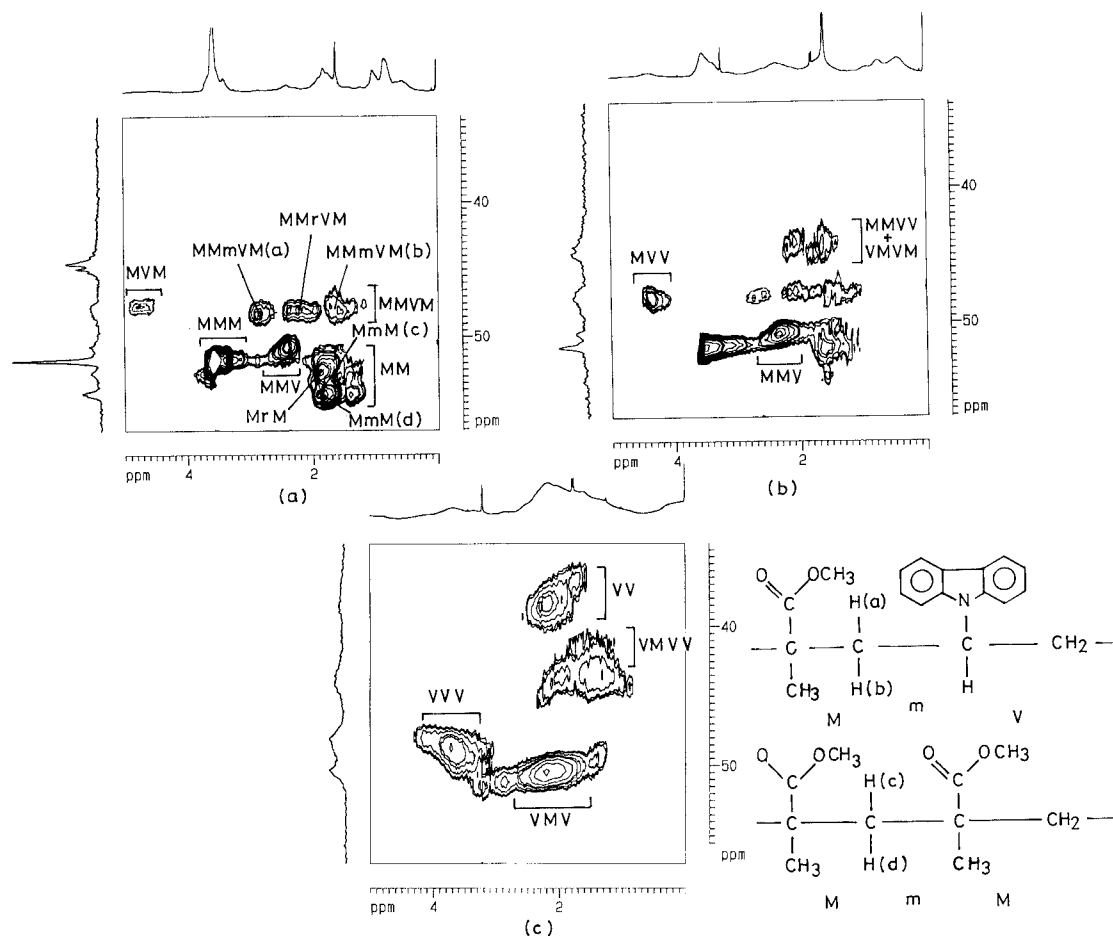 MVM
MMmVM(a)
MMrVM
MMmVM(b)
MMVM
MMM
MmM(c)
MM
MMV
MrM
MmM(d)
40
50
ppm
ppm
4
2
(a)
MVV
MMVV
+
VMVM
MMV
40
50
ppm
ppm
4
2
(b)
VV
VMVV
VVV
VMV
40
50
ppm
ppm
4
2
(c)
O
OCH3
C
H(a)
N
C
C
C
CH2
CH3
H(b)
H
M
m
V
O
OCH3
C
H(c)
O
OCH3
C
C
C
C
CH2
CH3
H(d)
CH3
M
m
M